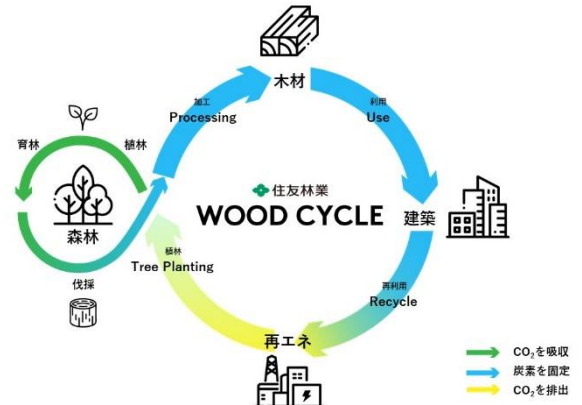 木材
加工
Processing
利用
Use
育林
植林
森林
伐採
住友林業
WOOD CYCLE
建築
植林
Tree Planting
再利用
Recycle
再エネ
CO₂を吸収
炭素を固定
CO₂を排出